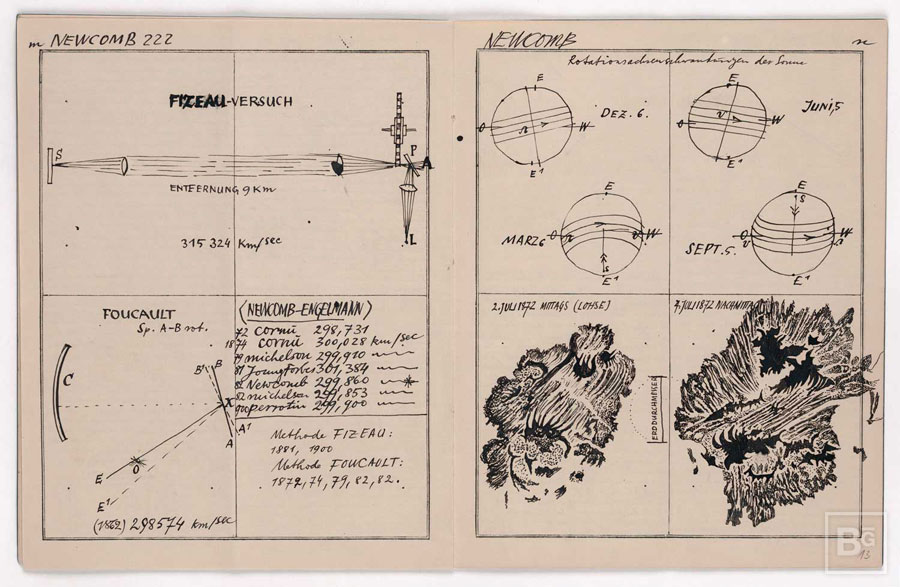 NEWCOMB 222
FIZEAU-VERSUCH
S
P
A
ENTFERNUNG 9 Km
315 324 Km/sec
L
FOUCAULT
Sp. A-B rot.
C
B' B
X
A A'
O
E
E'
(1862) 298574 km/sec
(NEWCOMB-ENGELMANN)
72 Cornu 298,731
1874 Cornu 300,028 km/sec
79 michelson 299,910
81 Young Forbes 301,384
82 Newcomb 299,860
82 michelson 299,853
900 perrotin 299,900
Methode FIZEAU:
1881, 1900
Methode FOUCAULT:
1872, 74, 79, 82, 82.
NEWCOMB
Rotationsachsenschwankungen der Sonne
E
O W
E'
DEZ. 6.
E
W
E'
JUNI, 5
E
MARZ 6
O W
S
E'
E
S
SEPT. 5.
O W
E'
2. JULI 1872 MITTAGS (LOHSE)
ERDDURCHMESSER
7. JULI 1872 NACHMITTAG
BG
13